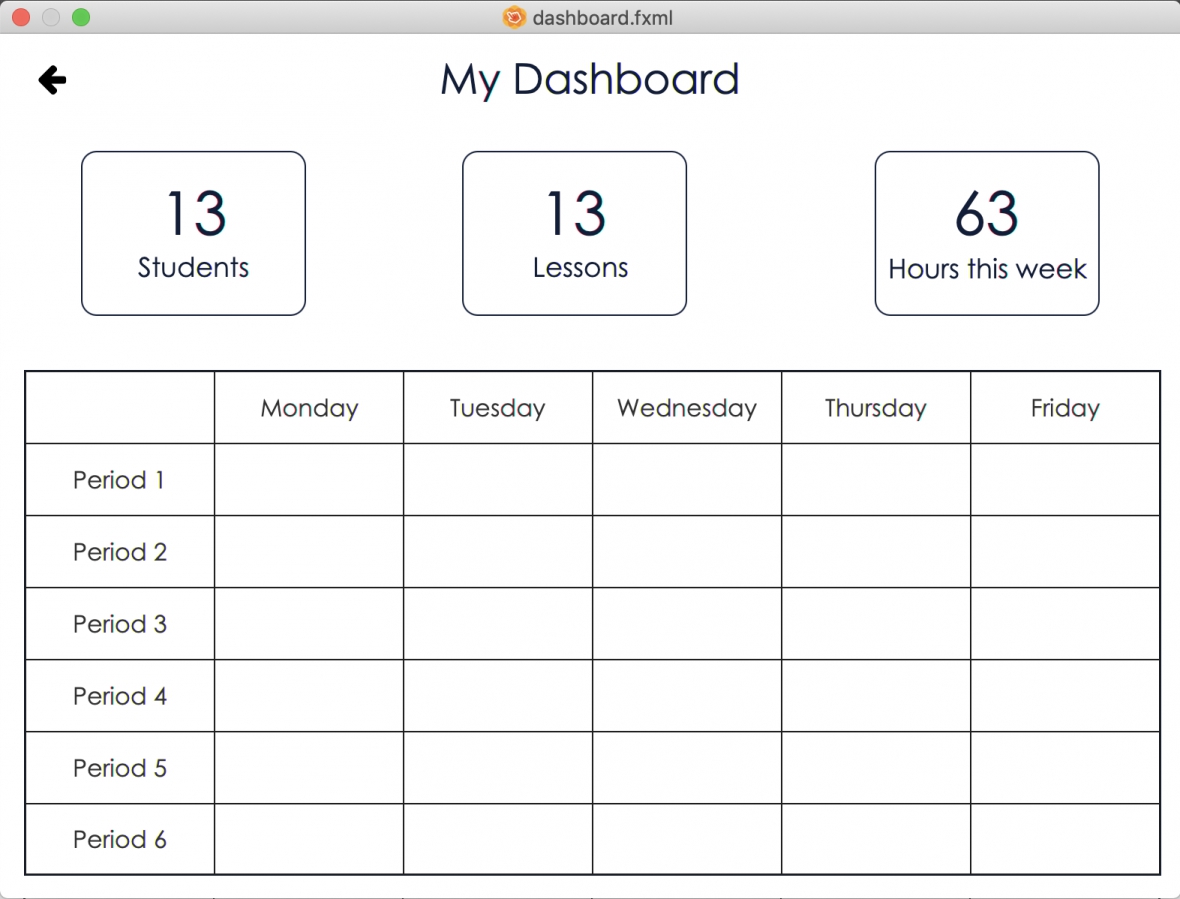 dashboard.fxml
My Dashboard
13
Students
13
Lessons
63
Hours this week
Monday Tuesday Wednesday Thursday Friday
Period 1
Period 2
Period 3
Period 4
Period 5
Period 6